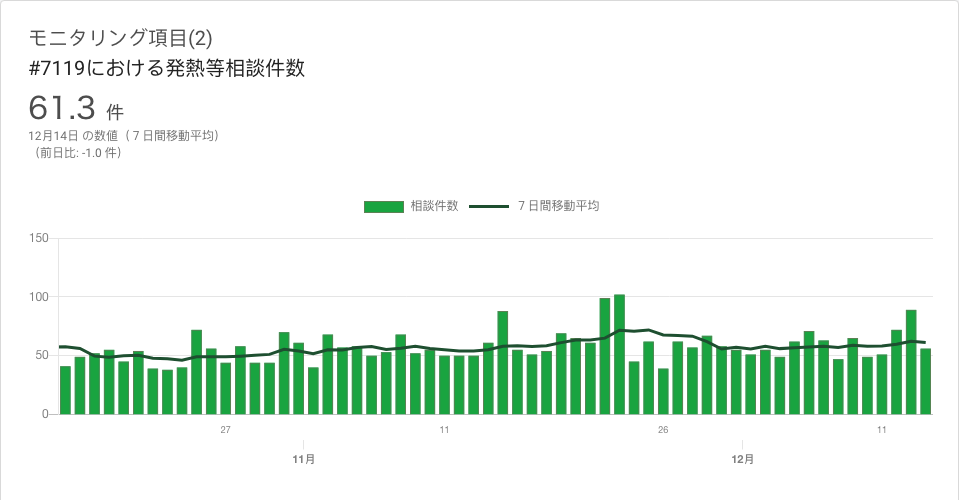 モニタリング項目(2)
#7119における発熱等相談件数
61.3 件
12月14日 の数値（７日間移動平均）
（前日比: -1.0 件）
相談件数 ７日間移動平均
150
100
50
0
27 11 26 11
11月 12月